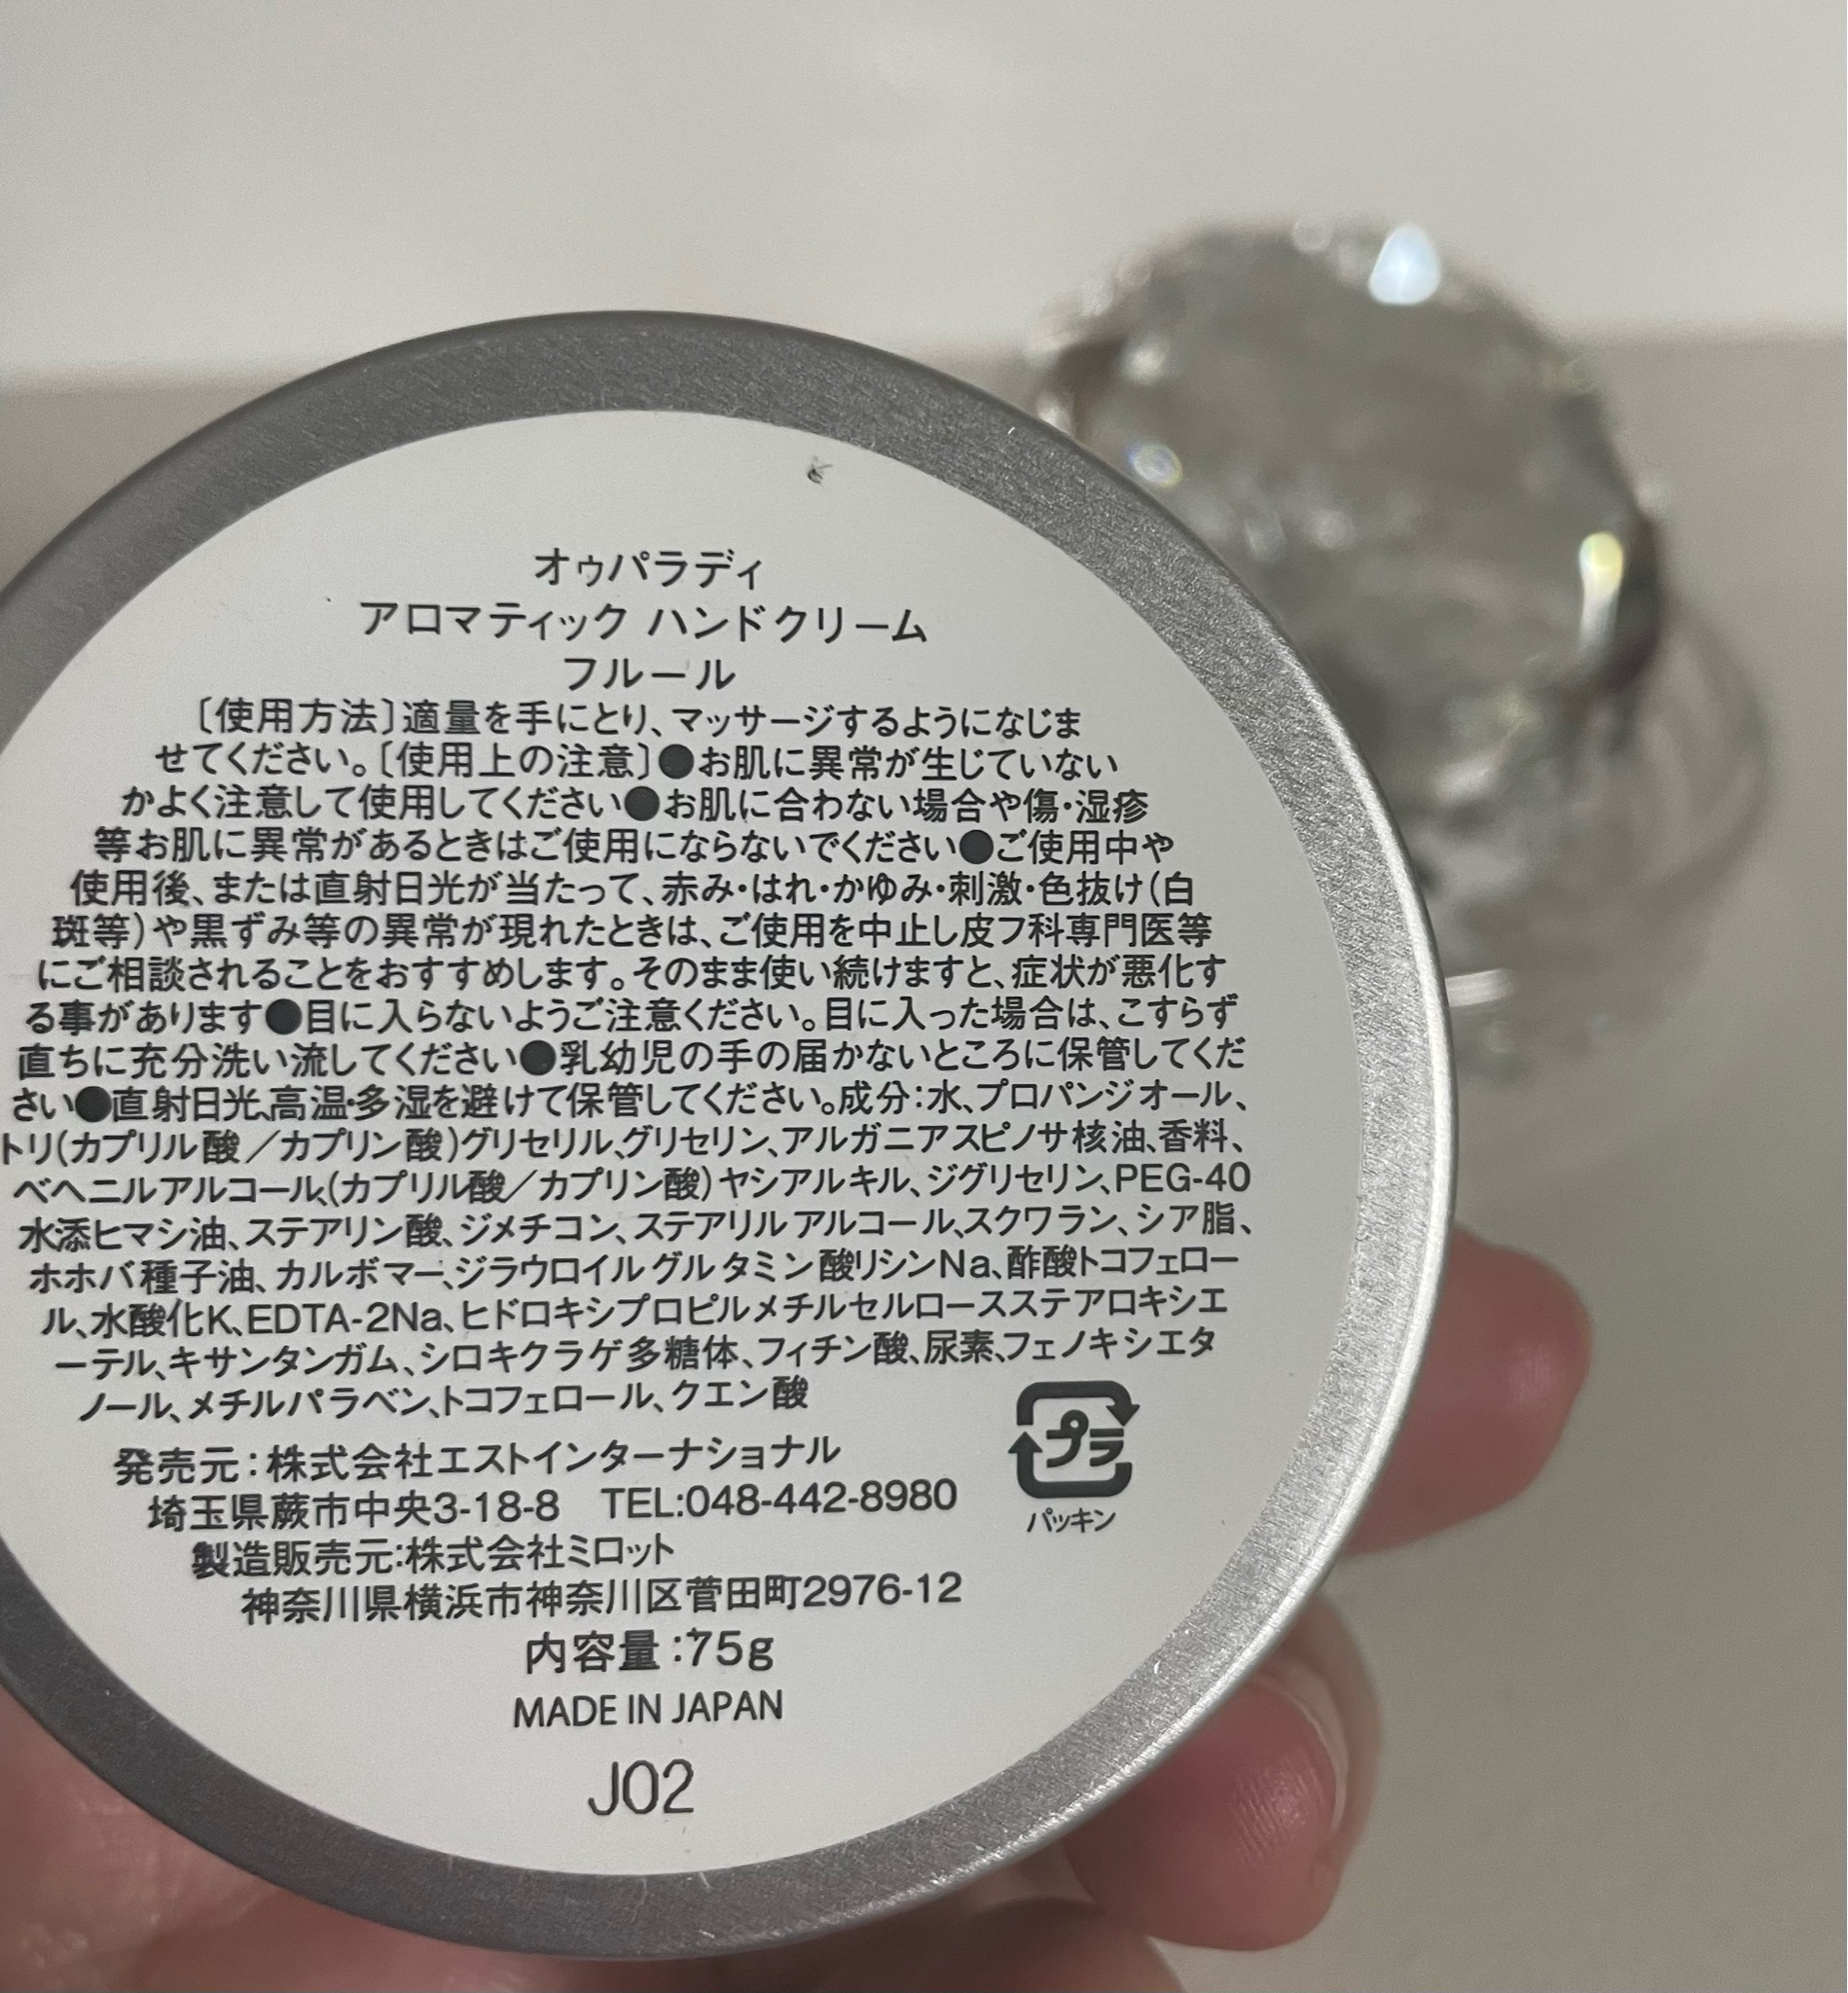 オゥパラディ
アロマティック ハンドクリーム
フルール
〔使用方法〕適量を手にとり、マッサージするようになじま
せてください。〔使用上の注意〕●お肌に異常が生じていない
かよく注意して使用してください●お肌に合わない場合や傷・湿疹
等お肌に異常があるときはご使用にならないでください●ご使用中や
使用後、または直射日光が当たって、赤み・はれ・かゆみ・刺激・色抜け(白
斑等)や黒ずみ等の異常が現れたときは、ご使用を中止し皮フ科専門医等
にご相談されることをおすすめします。そのまま使い続けますと、症状が悪化す
る事があります●目に入らないようご注意ください。目に入った場合は、こすらず
直ちに充分洗い流してください●乳幼児の手の届かないところに保管してくだ
さい●直射日光、高温・多湿を避けて保管してください。成分:水、プロパンジオール、
トリ(カプリル酸/カプリン酸)グリセリル、グリセリン、アルガニアスピノサ核油、香料、
ベヘニルアルコール、(カプリル酸/カプリン酸)ヤシアルキル、ジグリセリン、PEG-40
水添ヒマシ油、ステアリン酸、ジメチコン、ステアリルアルコール、スクワラン、シア脂、
ホホバ種子油、カルボマー、ジラウロイルグルタミン酸リシンNa、酢酸トコフェロー
ル、水酸化K、EDTA-2Na、ヒドロキシプロピルメチルセルロースステアロキシエ
ーテル、キサンタンガム、シロキクラゲ多糖体、フィチン酸、尿素、フェノキシエタ
ノール、メチルパラベン、トコフェロール、クエン酸
プラ
パッキン
発売元:株式会社エストインターナショナル
埼玉県蕨市中央3-18-8 TEL:048-442-8980
製造販売元:株式会社ミロット
神奈川県横浜市神奈川区菅田町2976-12
内容量:75g
MADE IN JAPAN
J02